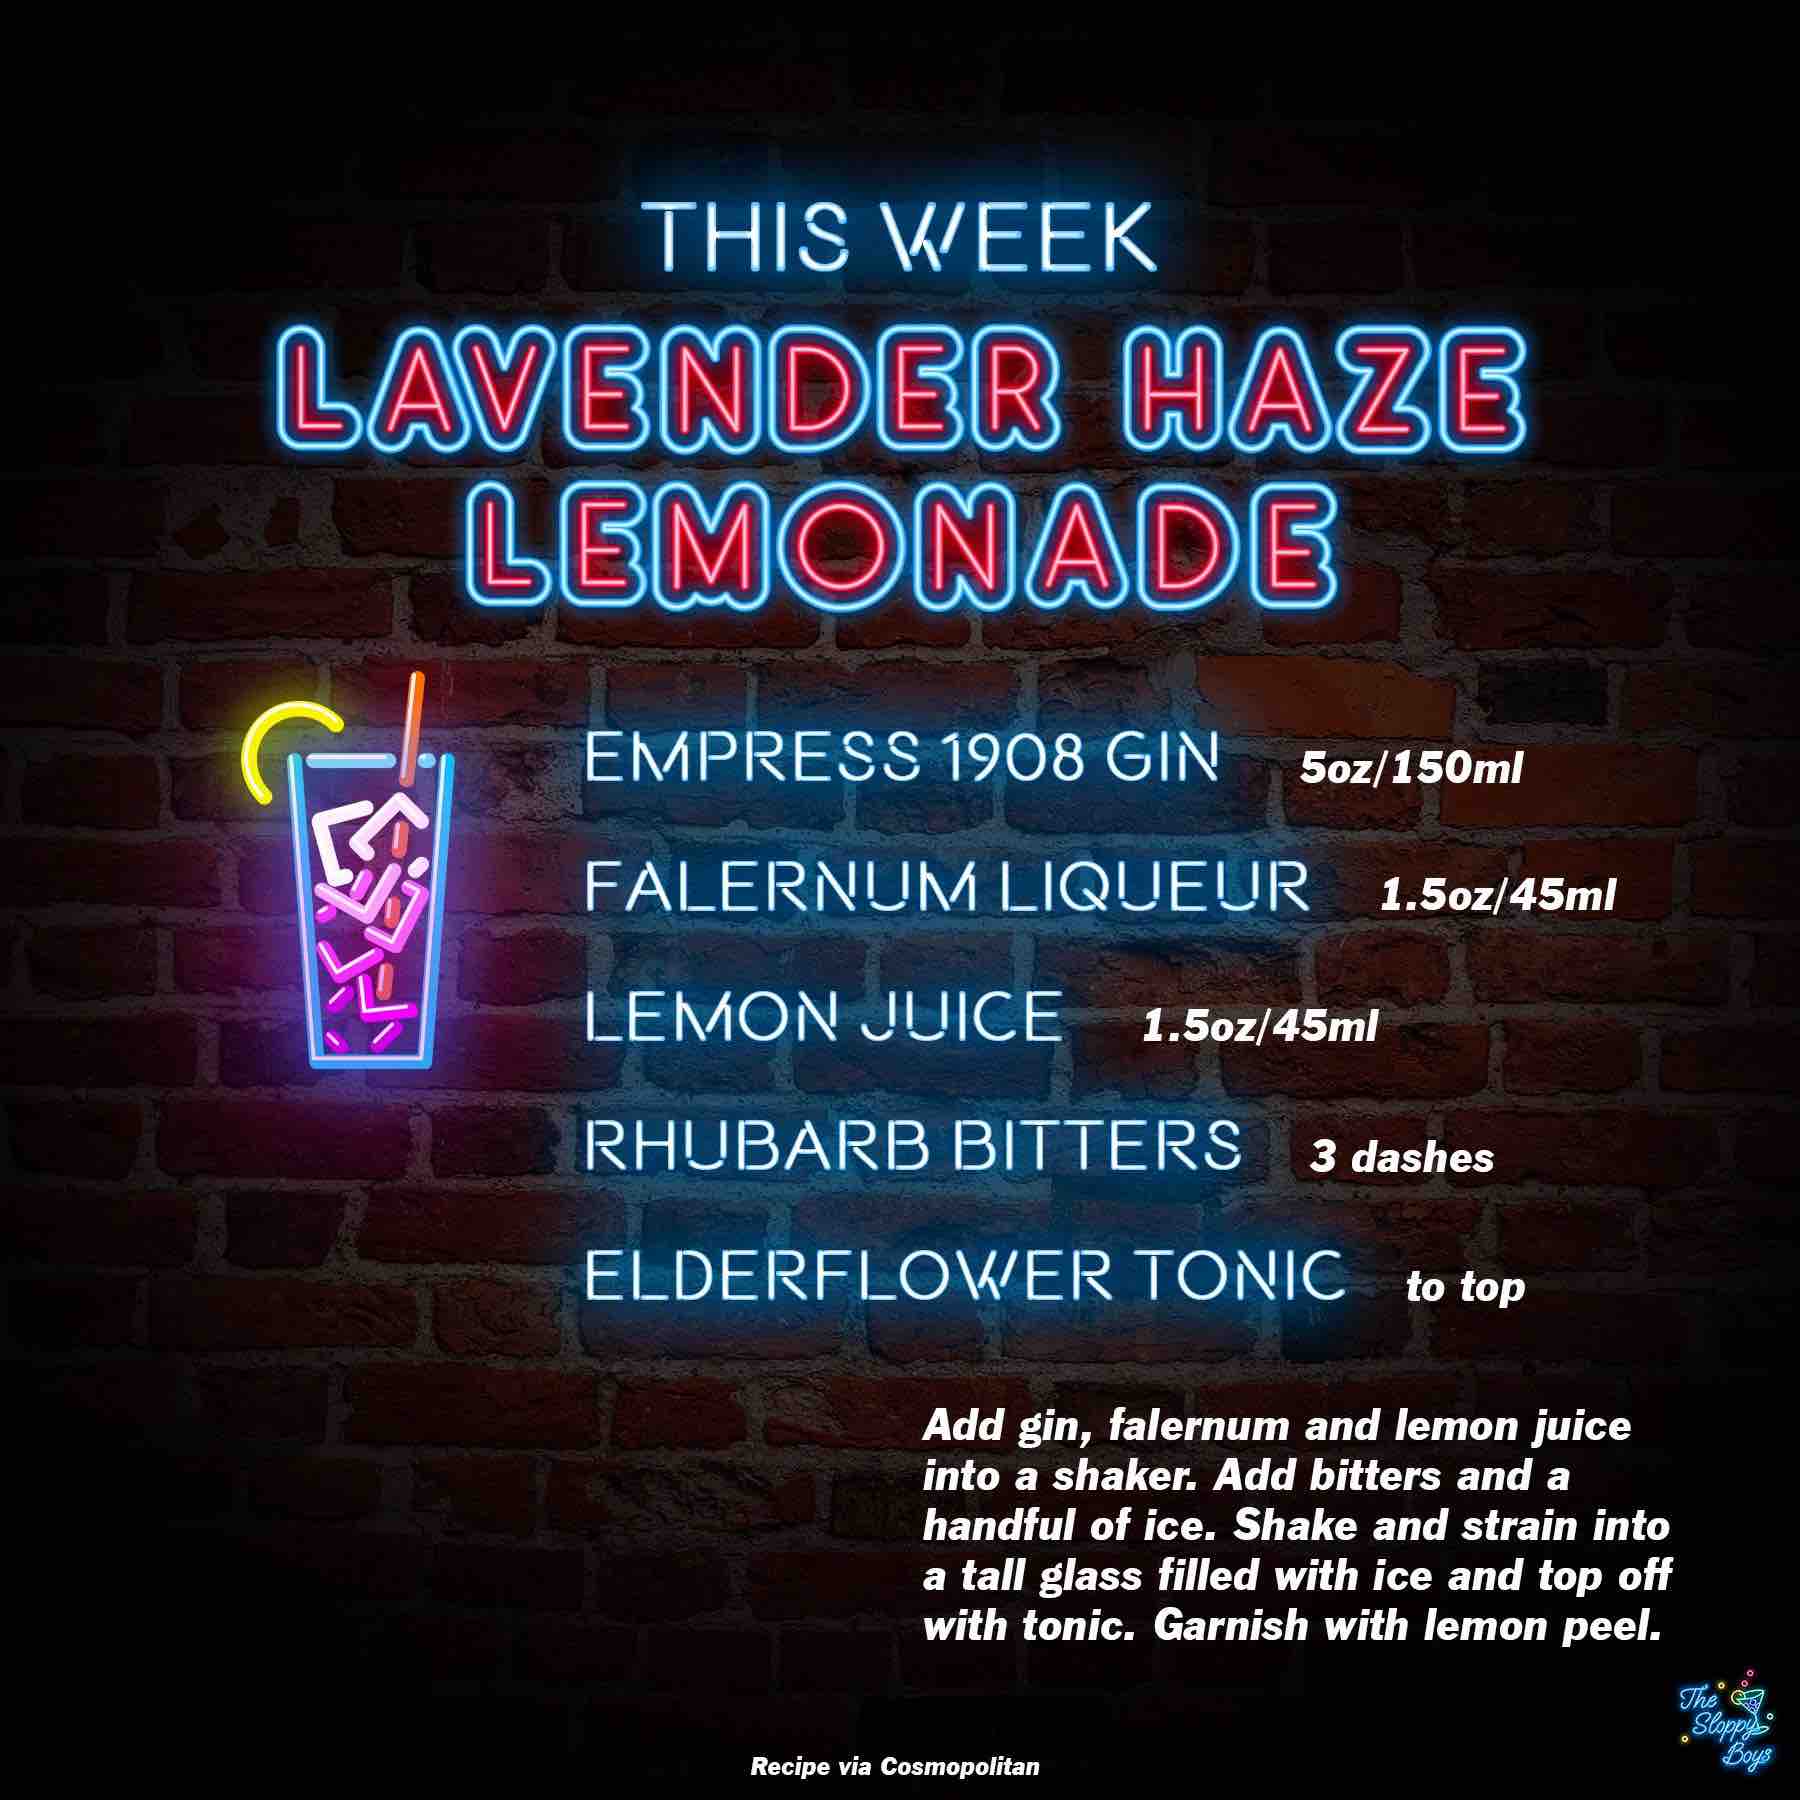 THIS WEEK
LAVENDER HAZE
LEMONADE
EMPRESS 1908 GIN 5oz/150ml
FALERNUM LIQUEUR 1.5oz/45ml
LEMON JUICE 1.5oz/45ml
RHUBARB BITTERS 3 dashes
ELDERFLOWER TONIC to top
Add gin, falernum and lemon juice
into a shaker. Add bitters and a
handful of ice. Shake and strain into
a tall glass filled with ice and top off
with tonic. Garnish with lemon peel.
The
Sloppy
Boys
Recipe via Cosmopolitan